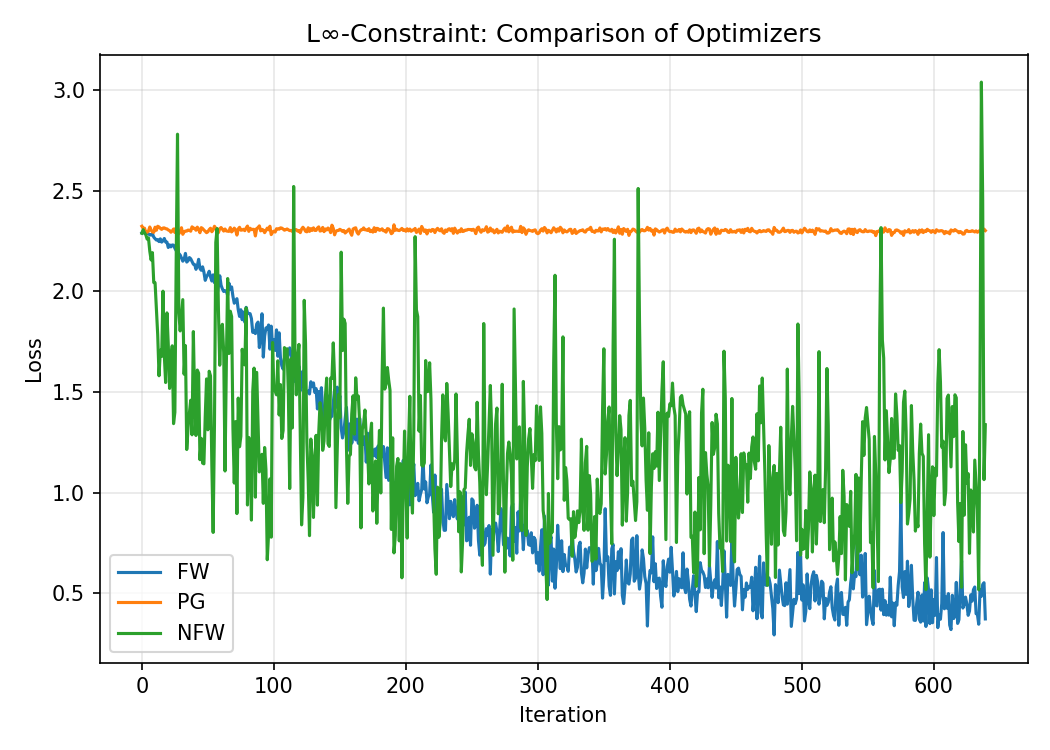 L∞-Constraint: Comparison of Optimizers
3.0
2.5
2.0
1.5
1.0
0.5
Loss
FW
PG
NFW
0 100 200 300 400 500 600
Iteration